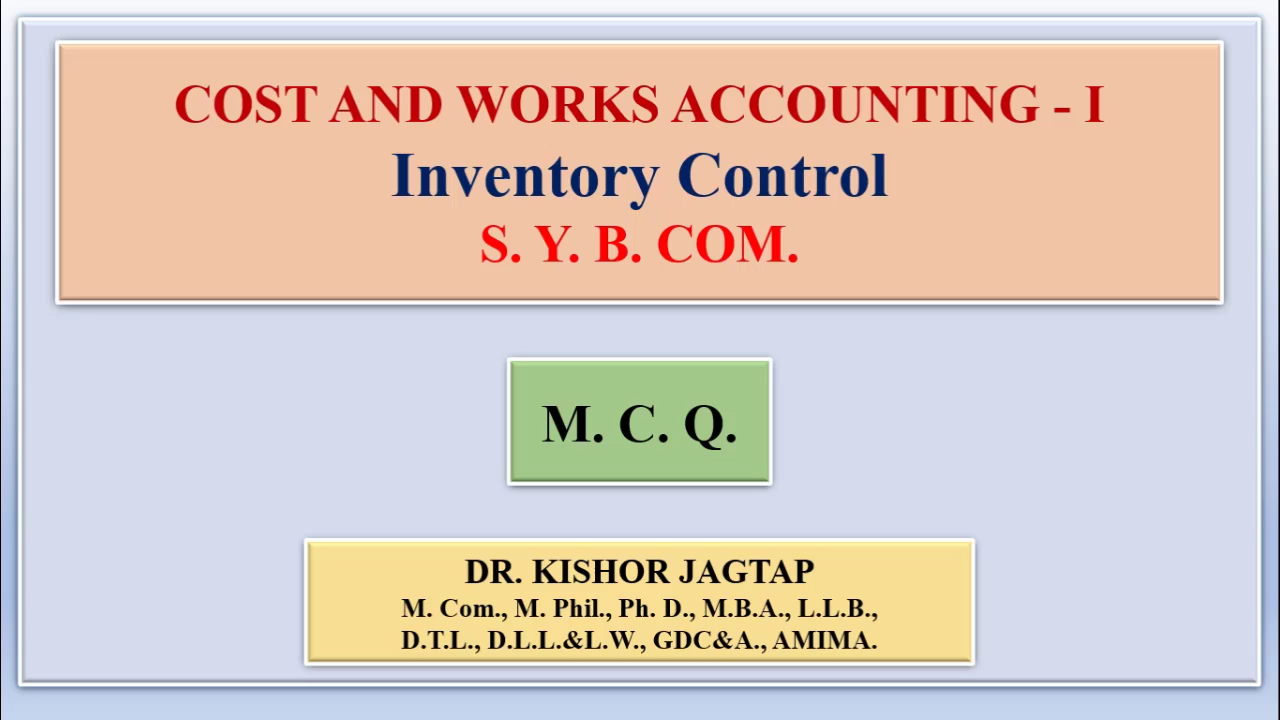 COST AND WORKS ACCOUNTING - I
Inventory Control
S. Y. B. COM.
M. C. Q.
DR. KISHOR JAGTAP
M. Com., M. Phil., Ph. D., M.B.A., L.L.B.,
D.T.L., D.L.L.&L.W., GDC&A., AMIMA.